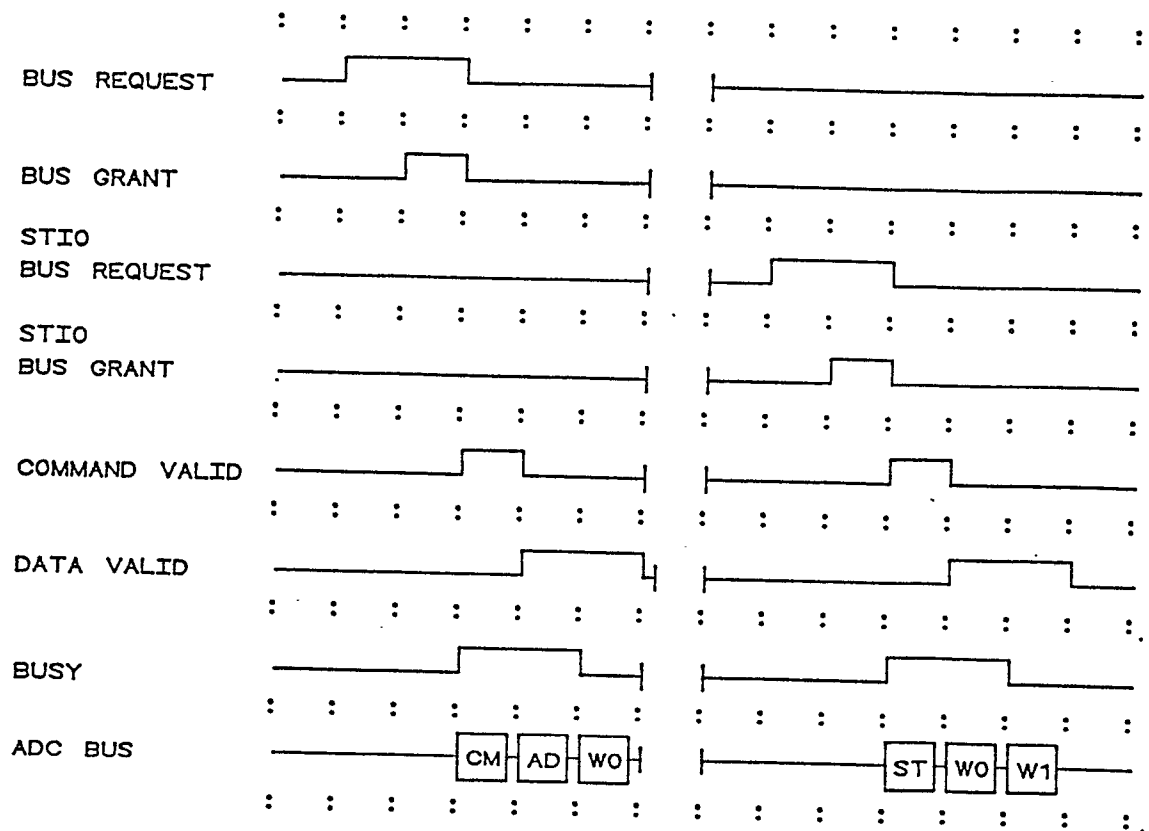 BUS REQUEST
BUS GRANT
STIO
BUS REQUEST
STIO
BUS GRANT
COMMAND VALID
DATA VALID
BUSY
ADC BUS CM AD W0 ST W0 W1